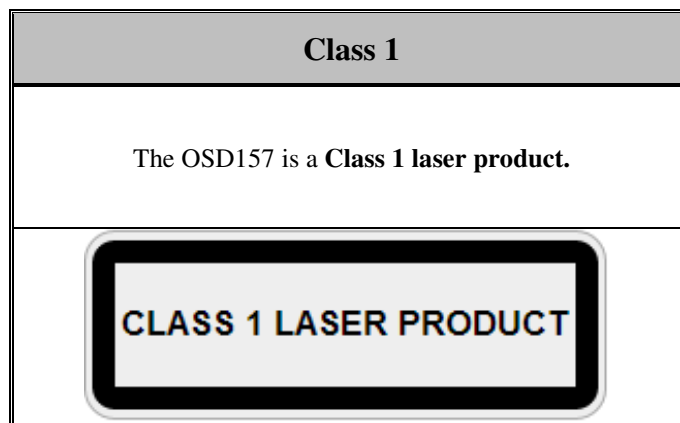 Class 1
The OSD157 is a Class 1 laser product.
CLASS 1 LASER PRODUCT